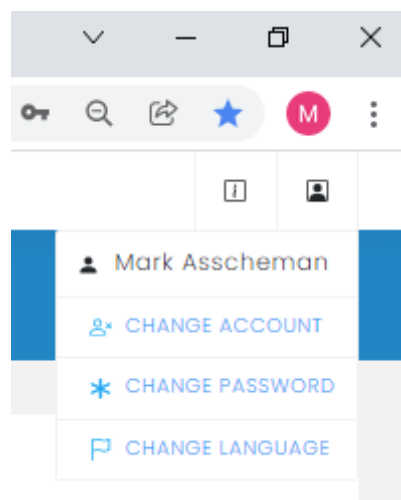 M
i
Mark Asscheman
CHANGE ACCOUNT
CHANGE PASSWORD
CHANGE LANGUAGE